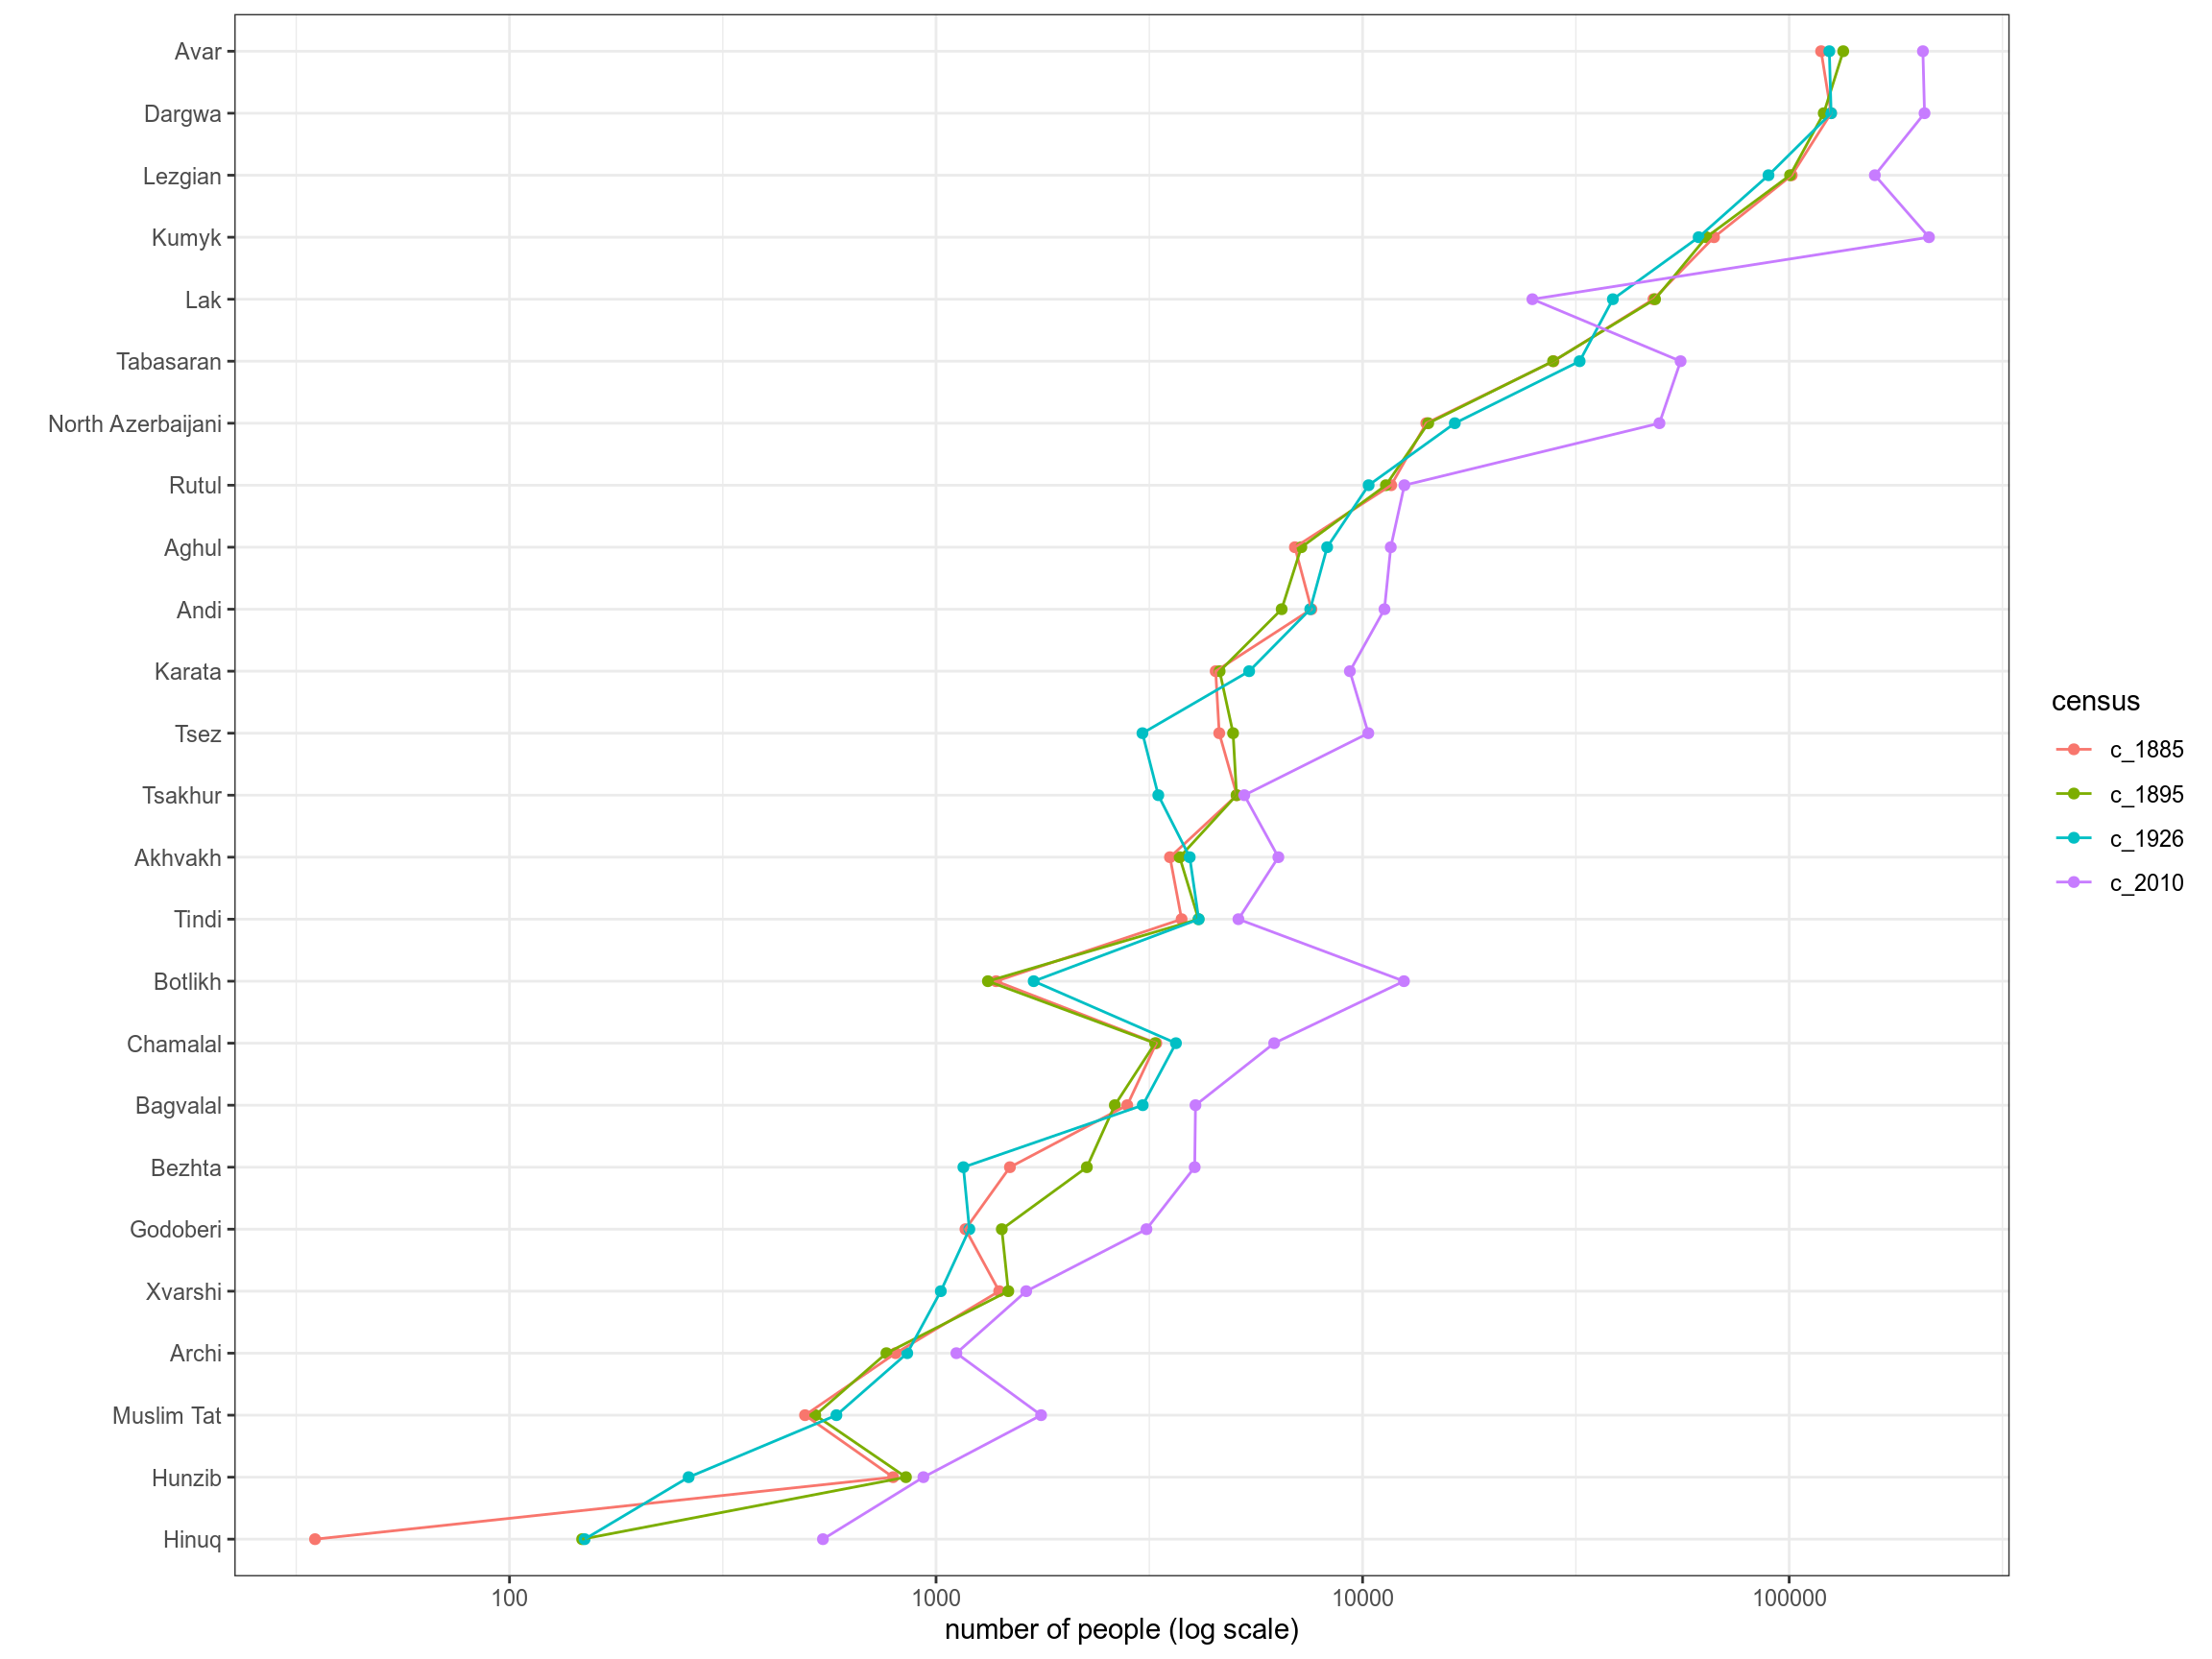 Avar
Dargwa
Lezgian
Kumyk
Lak
Tabasaran
North Azerbaijani
Rutul
Aghul
Andi
Karata
Tsez
Tsakhur
Akhvakh
Tindi
Botlikh
Chamalal
Bagvalal
Bezhta
Godoberi
Xvarshi
Archi
Muslim Tat
Hunzib
Hinuq
100 1000 10000 100000
number of people (log scale)
census
c_1885
c_1895
c_1926
c_2010